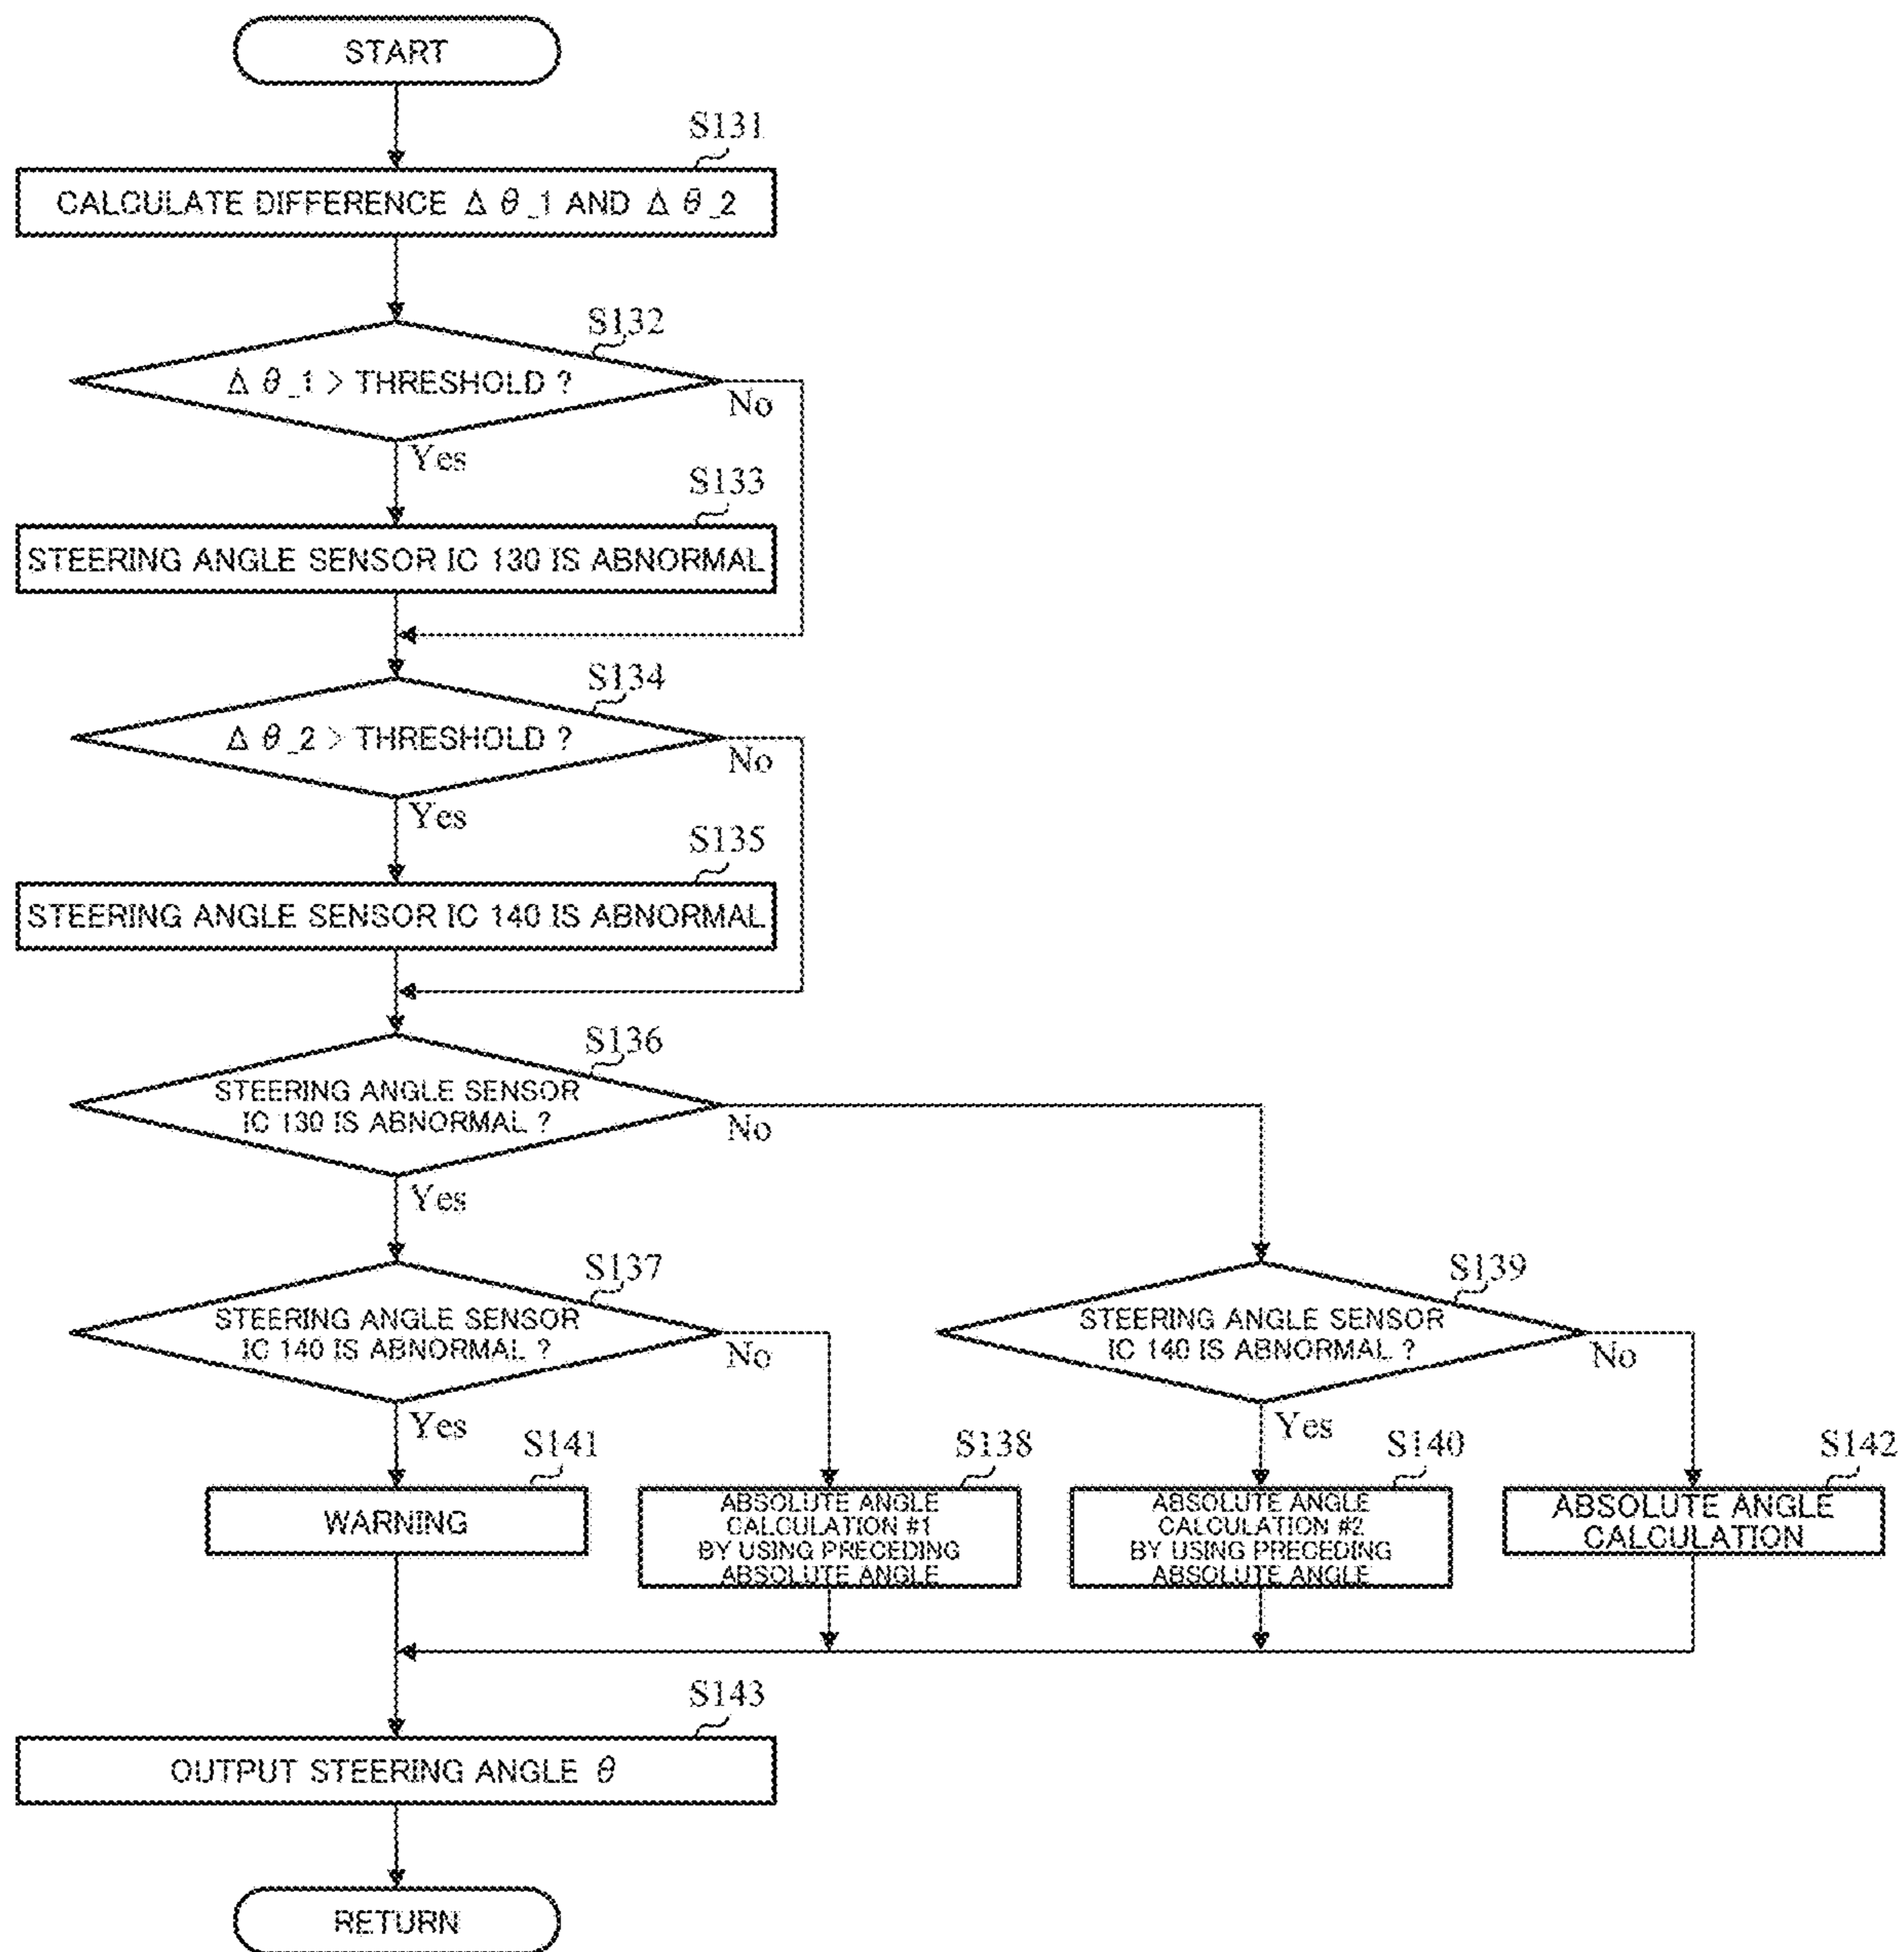 START
S131
CALCULATE DIFFERENCE Δ θ_1 AND Δ θ_2
S132
Δ θ_1 > THRESHOLD ?
No
Yes
S133
STEERING ANGLE SENSOR IC 130 IS ABNORMAL
S134
Δ θ_2 > THRESHOLD ?
No
Yes
S135
STEERING ANGLE SENSOR IC 140 IS ABNORMAL
S136
STEERING ANGLE SENSOR
IC 130 IS ABNORMAL ?
No
Yes
S137
STEERING ANGLE SENSOR
IC 140 IS ABNORMAL ?
No
Yes
S139
STEERING ANGLE SENSOR
IC 140 IS ABNORMAL ?
No
Yes
S141
WARNING
S138
ABSOLUTE ANGLE
CALCULATION #1
BY USING PRECEDING
ABSOLUTE ANGLE
S140
ABSOLUTE ANGLE
CALCULATION #2
BY USING PRECEDING
ABSOLUTE ANGLE
S142
ABSOLUTE ANGLE
CALCULATION
S143
OUTPUT STEERING ANGLE θ
RETURN